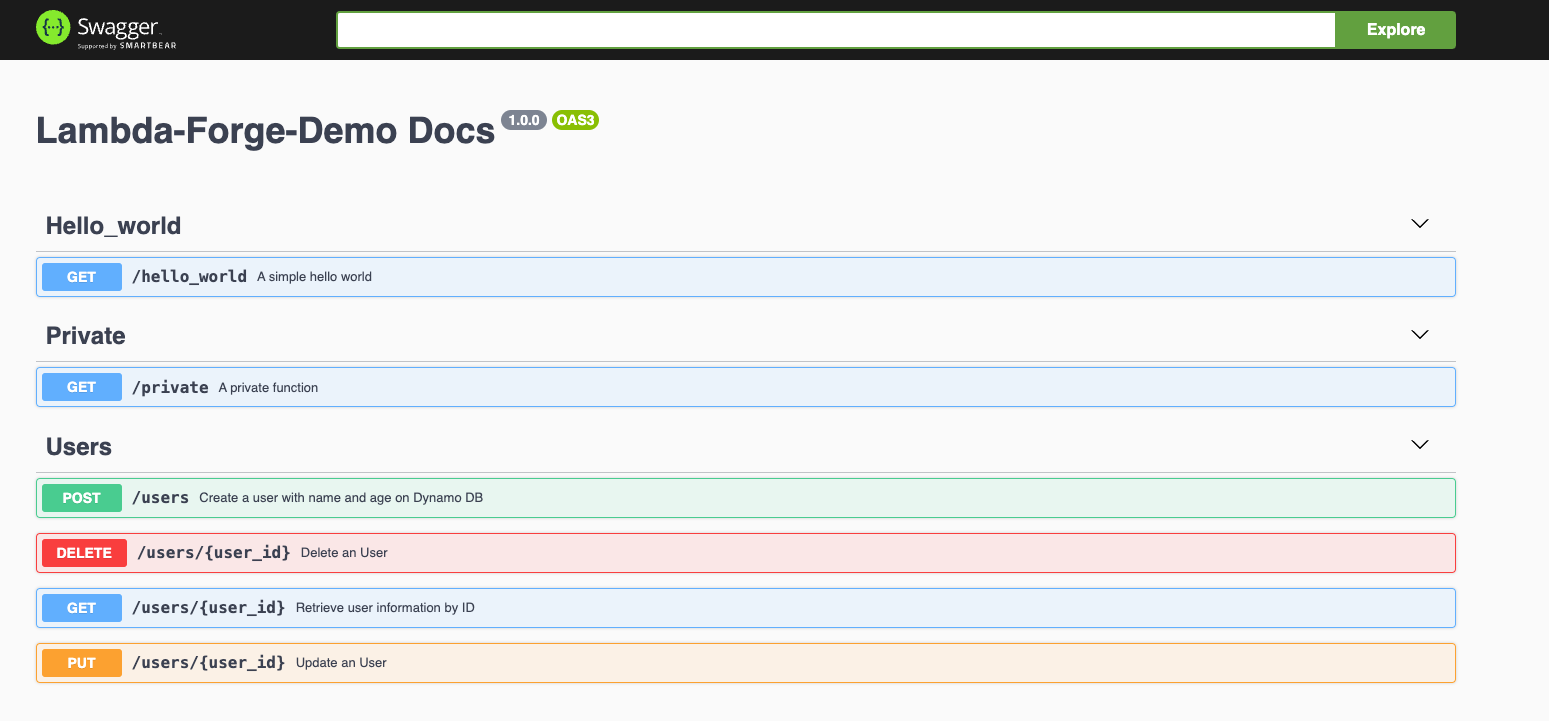 {··} Swagger™
Supported by SMARTBEAR
Explore
Lambda-Forge-Demo Docs 1.0.0 OAS3
Hello_world
GET /hello_world A simple hello world
Private
GET /private A private function
Users
POST /users Create a user with name and age on Dynamo DB
DELETE /users/{user_id} Delete an User
GET /users/{user_id} Retrieve user information by ID
PUT /users/{user_id} Update an User